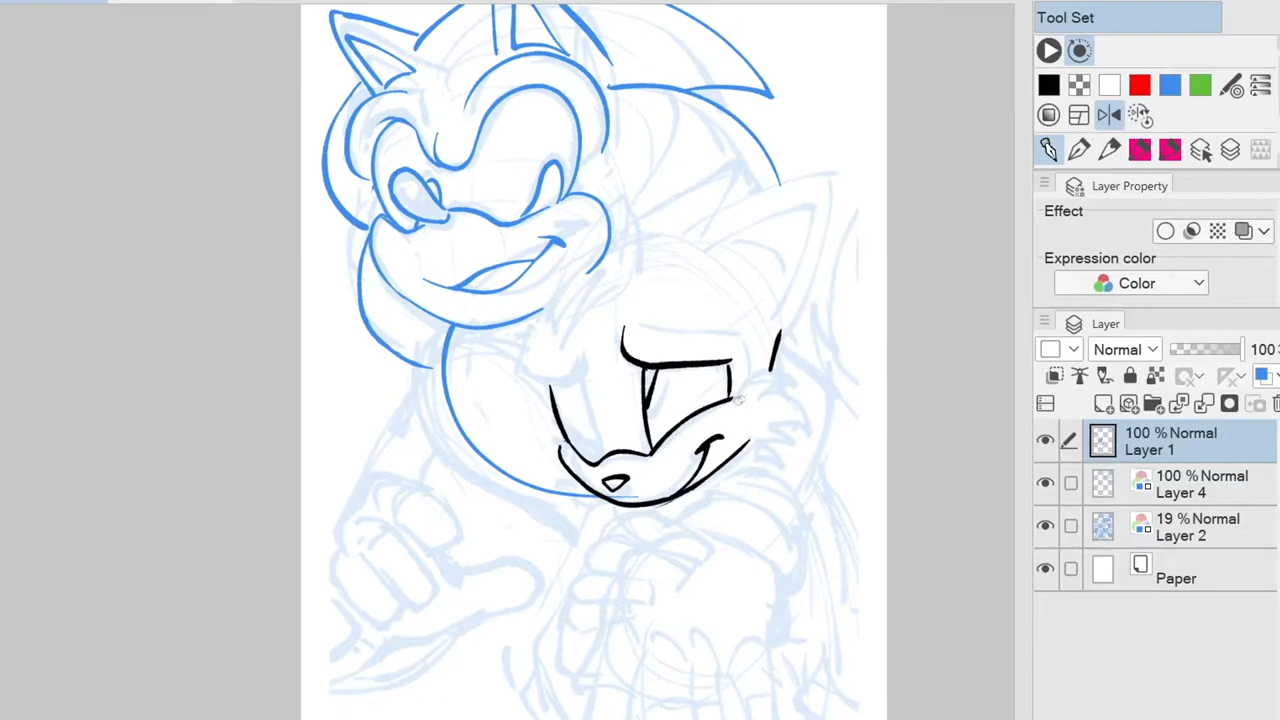 Tool Set
Layer Property
Effect
Expression color
Color
Layer
Normal
100
100 % Normal
Layer 1
100 % Normal
Layer 4
19 % Normal
Layer 2
Paper